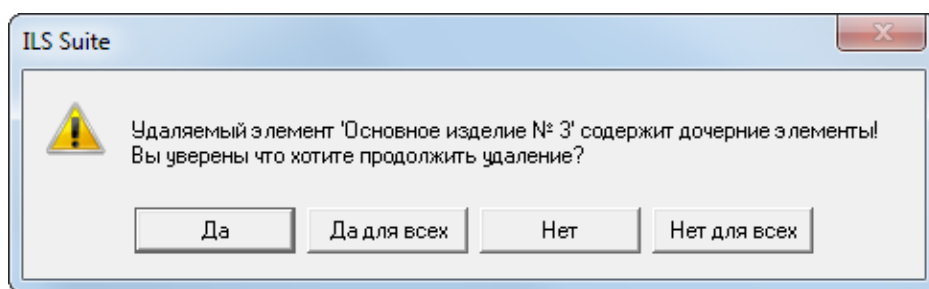 ILS Suite
Удаляемый элемент 'Основное изделие № 3' содержит дочерние элементы!
Вы уверены что хотите продолжить удаление?
Да
Да для всех
Нет
Нет для всех